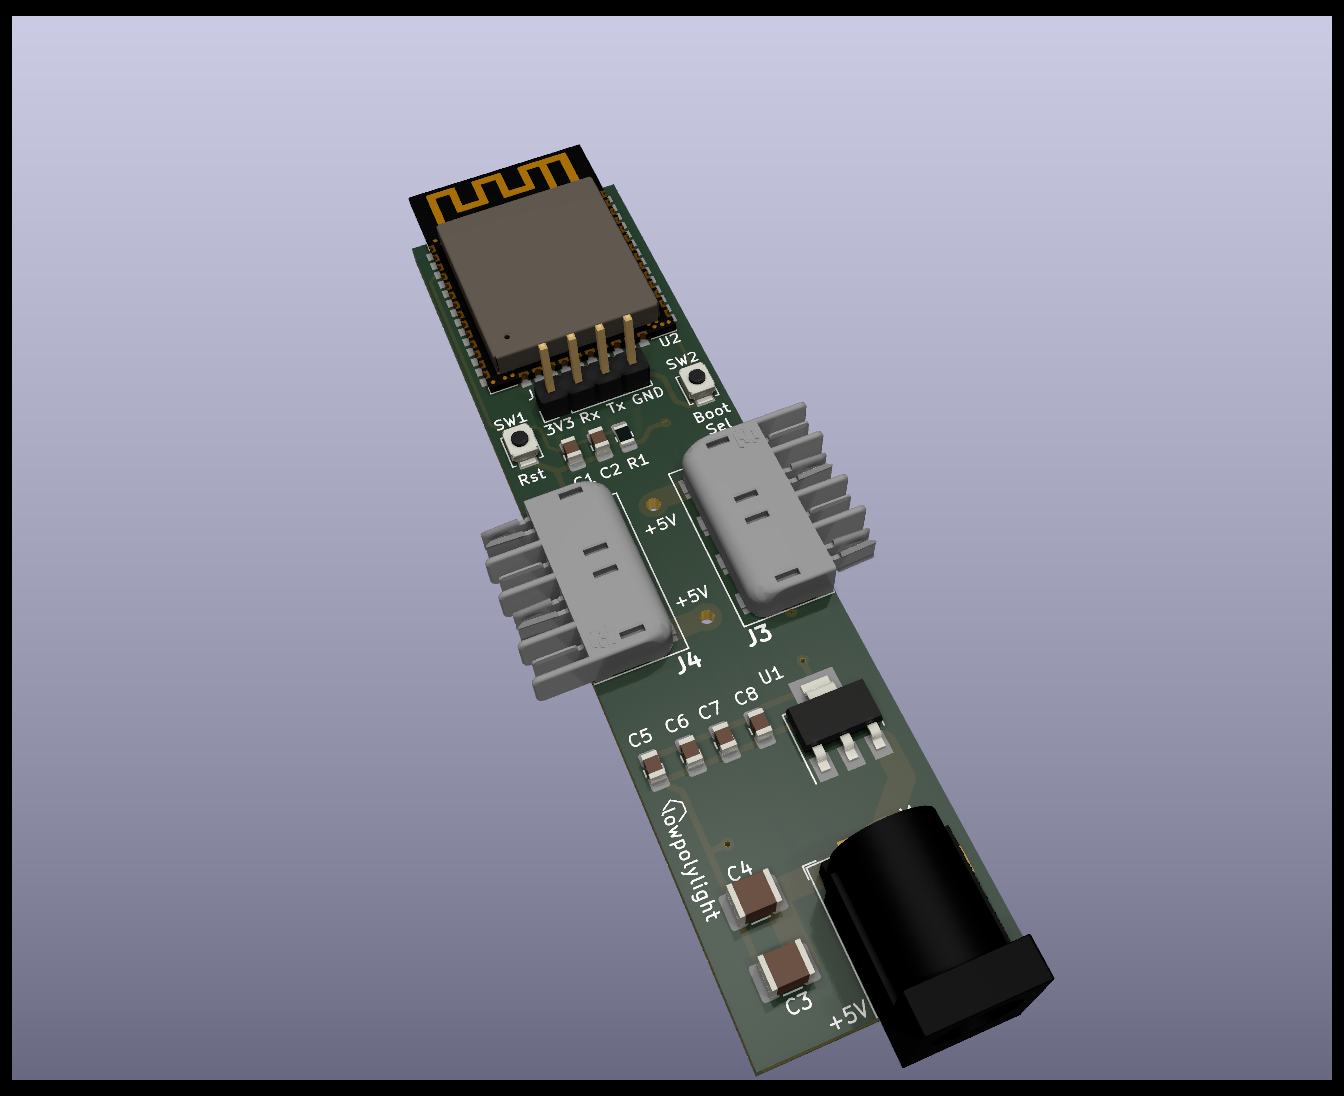 U2
SW2
J
GND
Tx
Rx
3V3
SW1
Boot
Sel
Rst
R1
C2
C1
+5V
+5V
J3
J4
U1
C8
C7
C6
C5
lowpolylight
C4
C3
+5V